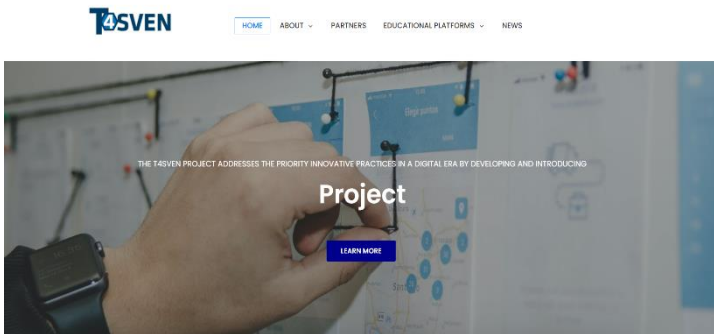 T4SVEN
HOME ABOUT PARTNERS EDUCATIONAL PLATFORMS NEWS
THE T4SVEN PROJECT ADDRESSES THE PRIORITY INNOVATIVE PRACTICES IN A DIGITAL ERA BY DEVELOPING AND INTRODUCING
Project
LEARN MORE